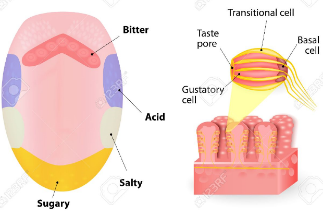 Bitter
Acid
Salty
Sugary
Transitional cell
Taste
pore
Basal
cell
Gustatory
cell